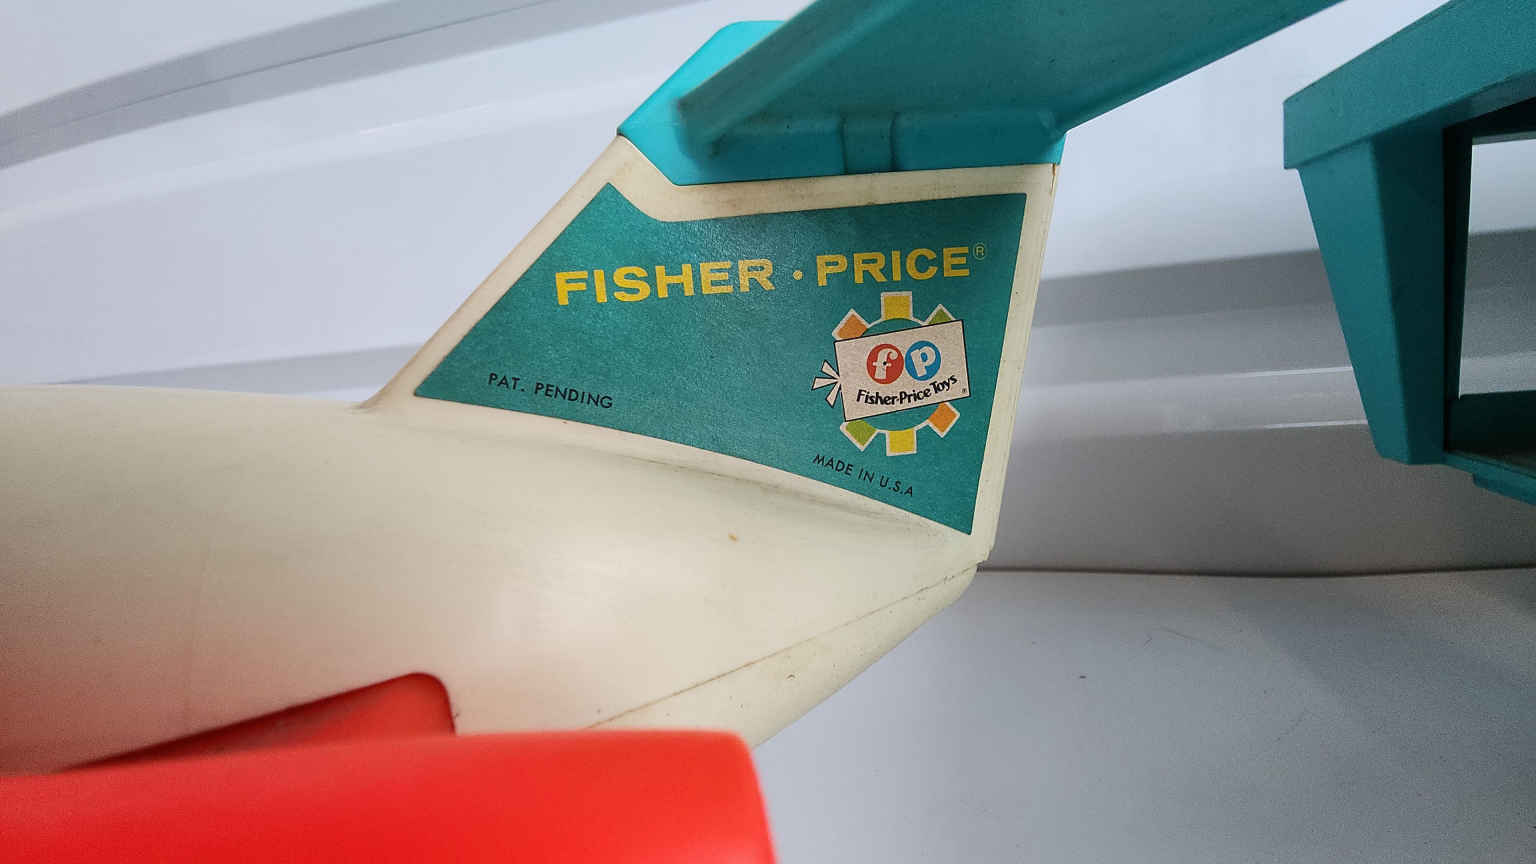 FISHER · PRICE®
fp
Fisher-Price Toys®
PAT. PENDING
MADE IN U.S.A